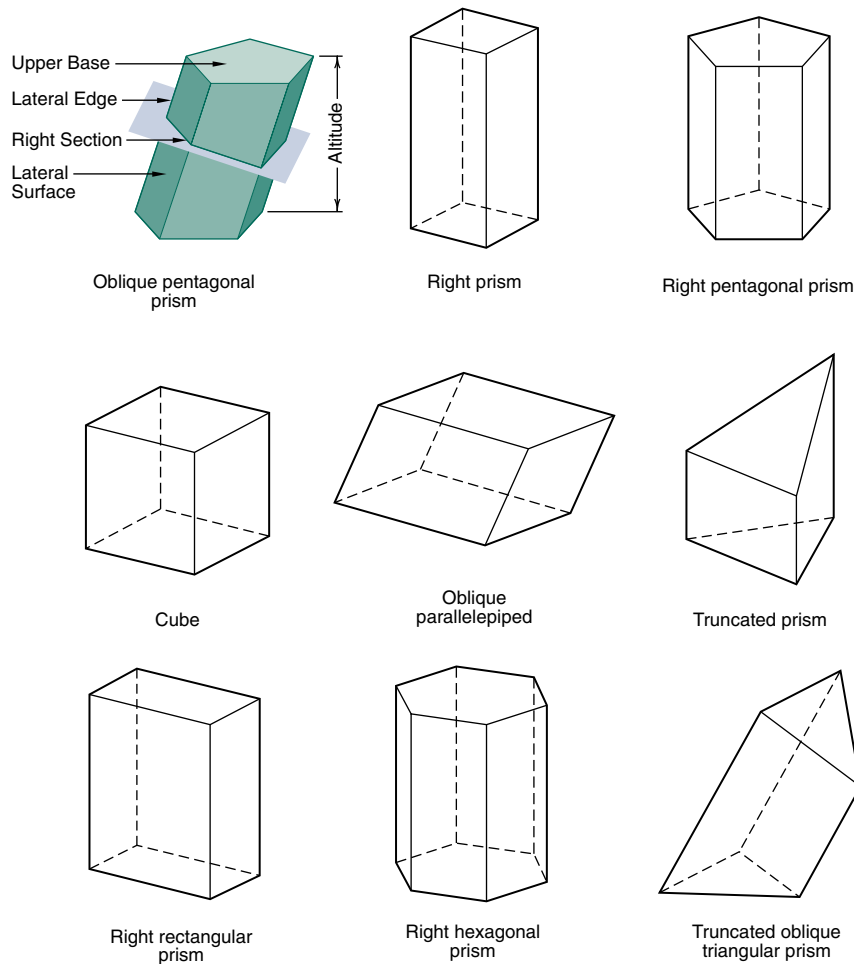 Upper Base
Lateral Edge
Right Section
Lateral
Surface
Altitude
Oblique pentagonal
prism
Right prism
Right pentagonal prism
Cube
Oblique
parallelepiped
Truncated prism
Right rectangular
prism
Right hexagonal
prism
Truncated oblique
triangular prism